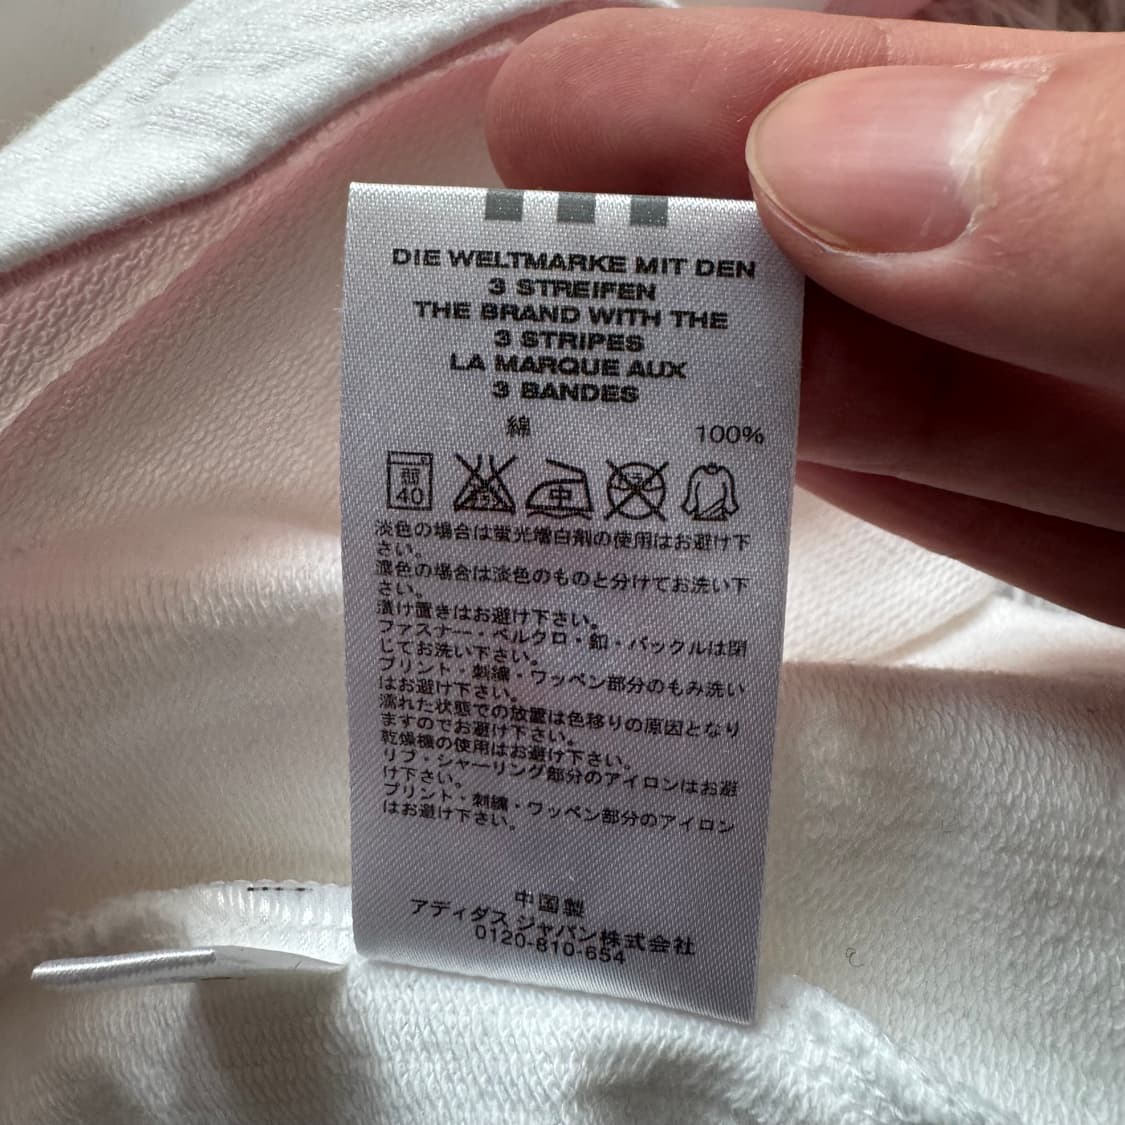 DIE WELTMARKE MIT DEN
3 STREIFEN
THE BRAND WITH THE
3 STRIPES
LA MARQUE AUX
3 BANDES
綿 100%
弱 40 エンソサラシ 中 ドライ
淡色の場合は蛍光増白剤の使用はお避け下
さい。
濃色の場合は淡色のものと分けてお洗い下
さい。
漬け置きはお避け下さい。
ファスナー・ベルクロ・釦・バックルは閉
じてお洗い下さい。
プリント・刺繍・ワッペン部分のもみ洗い
はお避け下さい。
濡れた状態での放置は色移りの原因となり
ますのでお避け下さい。
乾燥機の使用はお避け下さい。
リブ・シャーリング部分のアイロンはお避
け下さい。
プリント・刺繍・ワッペン部分のアイロン
はお避け下さい。
中国製
アディダス ジャパン株式会社
0120-810-654